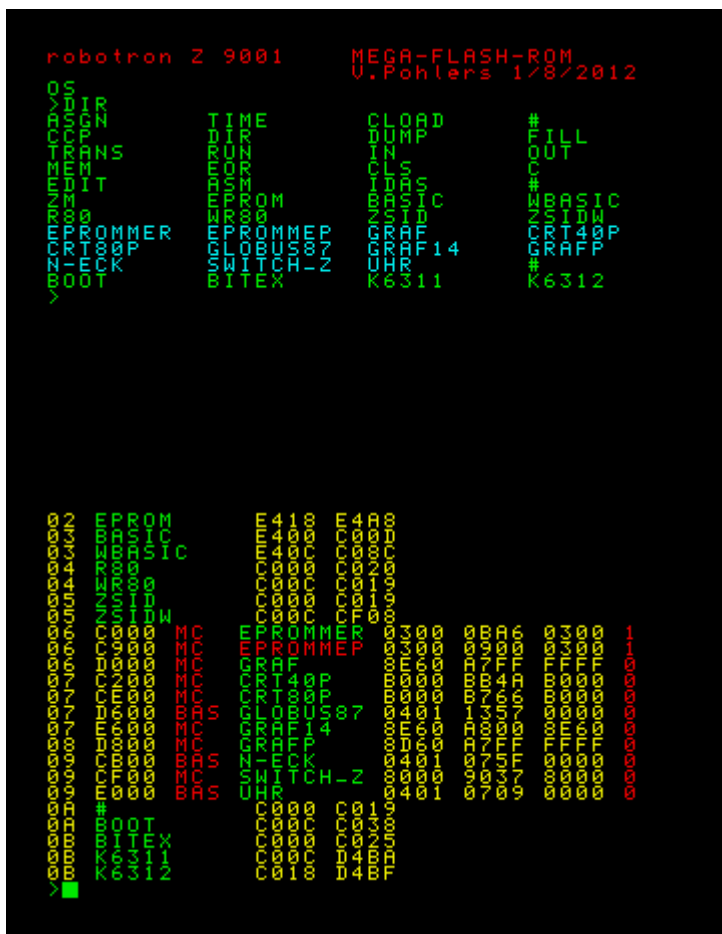 robotron Z 9001 MEGA-FLASH-ROM
V.Pohlers 1/8/2012
OS
>DIR
ASGN TIME CLOAD #
CCP DIR DUMP FILL
TRANS RUN IN OUT
MEM EOR CLS C
EDIT ASM IDAS #
ZM EPROM BASIC WBASIC
R80 WR80 ZSID ZSIDW
EPROMMER EPROMMEP GRAF CRT40P
CRT80P GLOBUS87 GRAF14 GRAFP
N-ECK SWITCH_Z UHR #
BOOT BITEX K6311 K6312
>
02 EPROM E418 E4A8
03 BASIC E400 C00D
03 WBASIC E40C C08C
04 R80 C000 C020
04 WR80 C00C C019
05 ZSID C000 C019
05 ZSIDW C00C CF08
06 C000 MC EPROMMER 0300 0BA6 0300 1
06 C900 MC EPROMMEP 0300 0900 0300 1
06 D000 MC GRAF 8E60 A7FF FFFF 0
07 C200 MC CRT40P B000 BB4A B000 0
07 CE00 MC CRT80P B000 B766 B000 0
07 D600 BAS GLOBUS87 0401 1357 0000 0
07 E600 MC GRAF14 8E60 A800 8E60 0
08 D800 MC GRAFP 8D60 A7FF FFFF 0
09 CB00 BAS N-ECK 0401 075F 0000 0
09 CF00 MC SWITCH_Z 8000 9037 8000 0
09 E000 BAS UHR 0401 0709 0000 0
0A # C000 C019
0A BOOT C00C C038
0B BITEX C000 C025
0B K6311 C00C D4BA
0B K6312 C018 D4BF
>